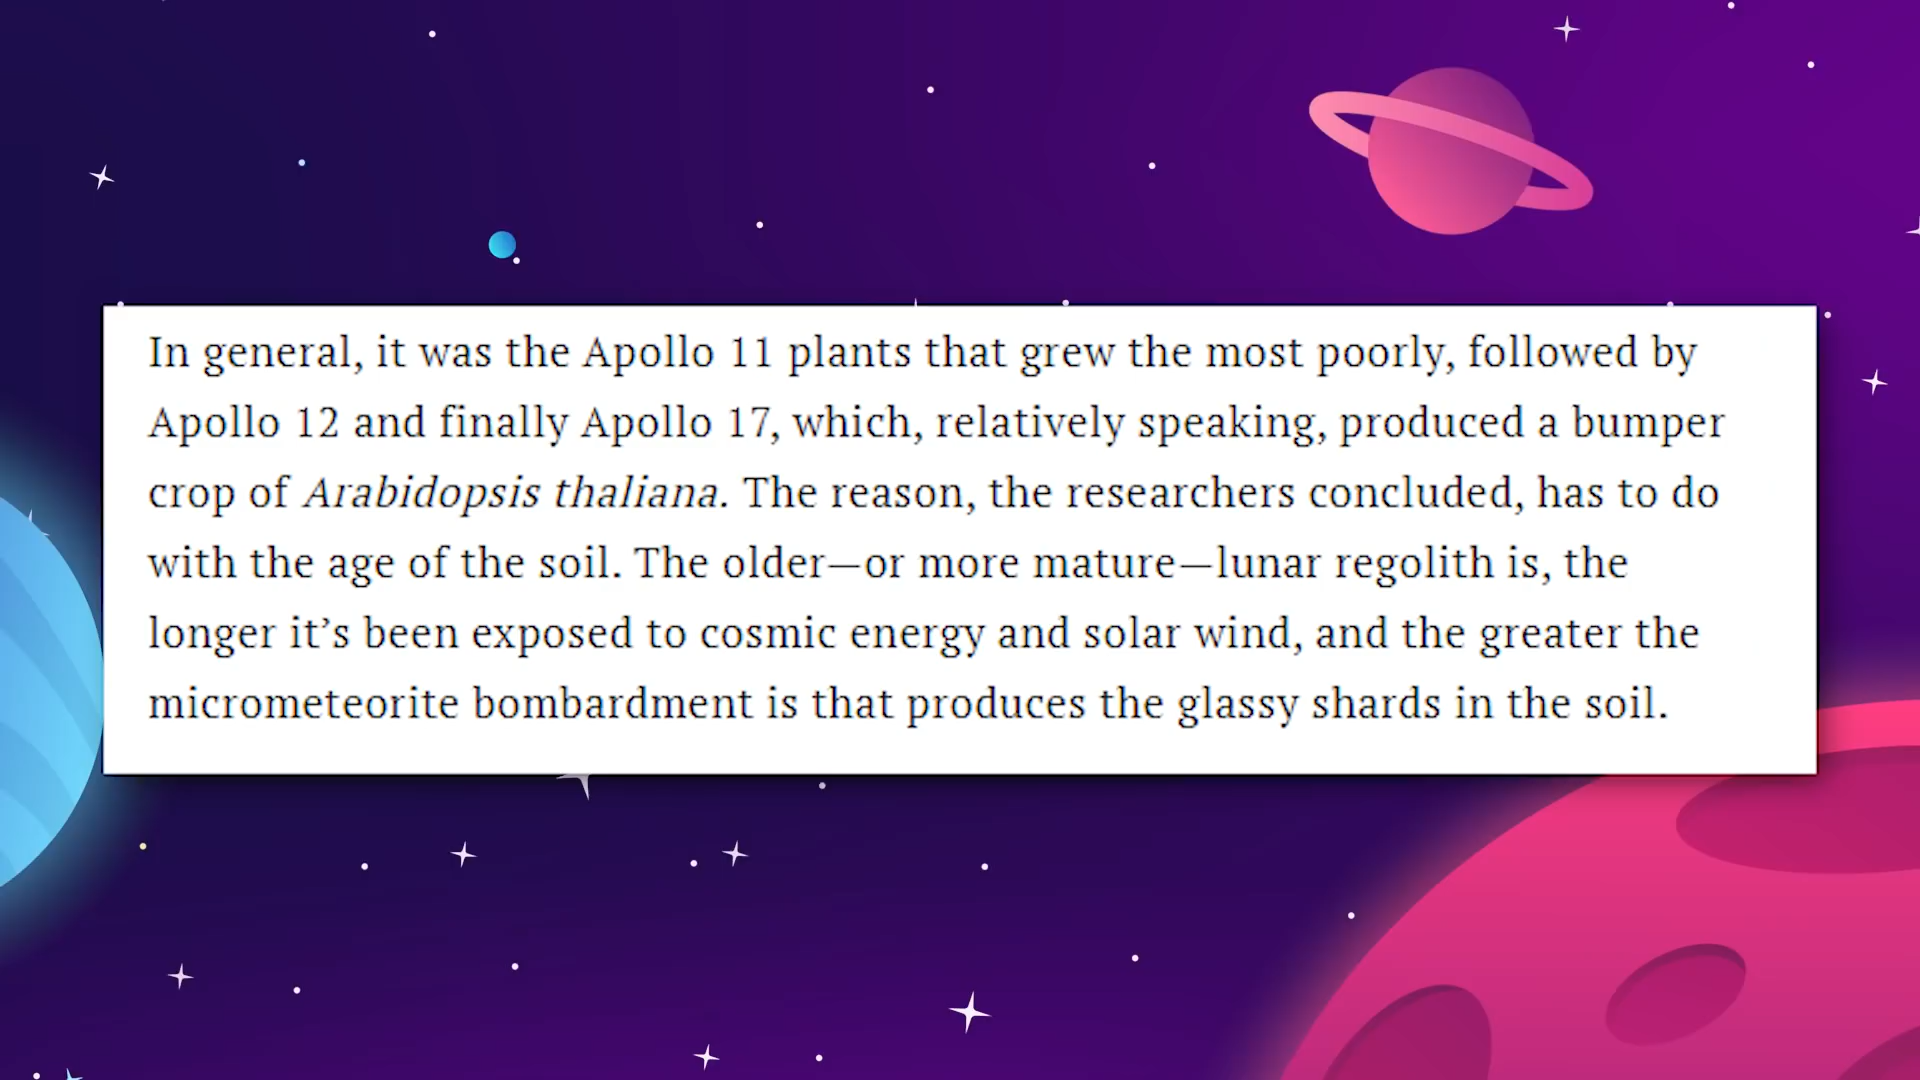 In general, it was the Apollo 11 plants that grew the most poorly, followed by
Apollo 12 and finally Apollo 17, which, relatively speaking, produced a bumper
crop of Arabidopsis thaliana. The reason, the researchers concluded, has to do
with the age of the soil. The older—or more mature—lunar regolith is, the
longer it’s been exposed to cosmic energy and solar wind, and the greater the
micrometeorite bombardment is that produces the glassy shards in the soil.